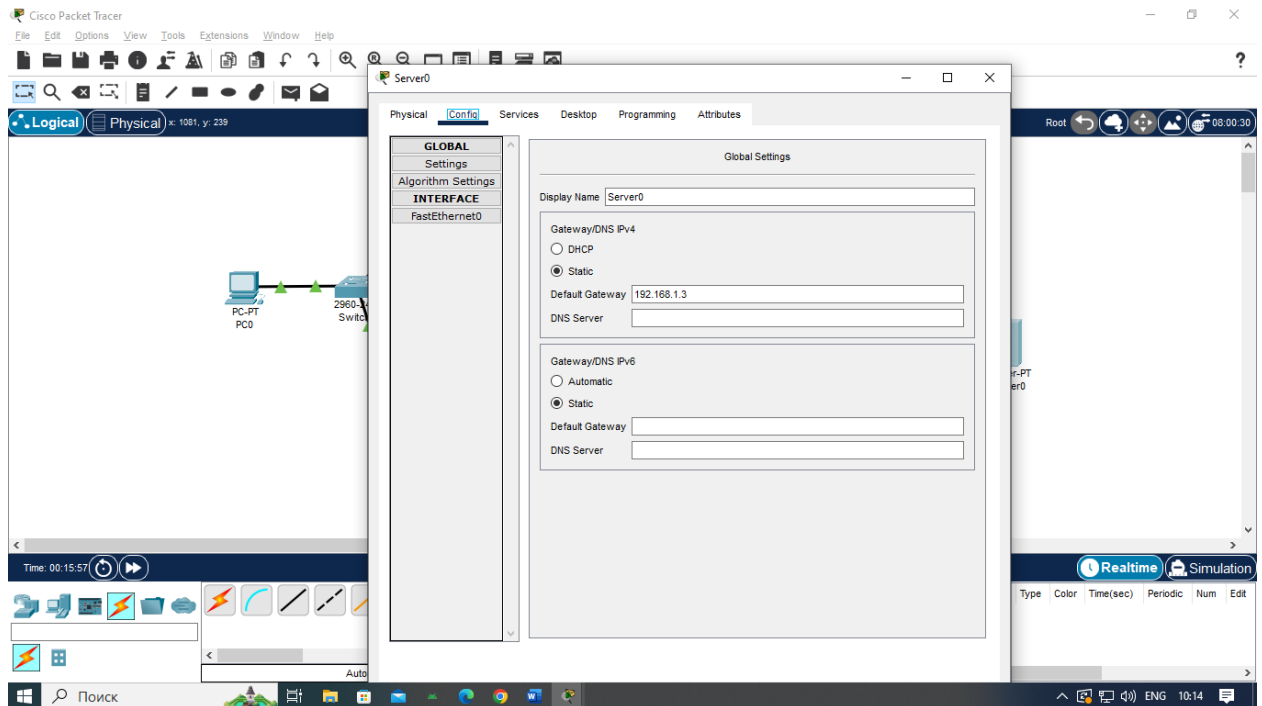 Cisco Packet Tracer
File Edit Options View Tools Extensions Window Help
?
Server0
Logical Physical x: 1081, y: 239
Root 08:00:30
Physical Config Services Desktop Programming Attributes
GLOBAL
Settings
Algorithm Settings
INTERFACE
FastEthernet0
Global Settings
Display Name Server0
Gateway/DNS IPv4
DHCP
Static
Default Gateway 192.168.1.3
DNS Server
Gateway/DNS IPv6
Automatic
Static
Default Gateway
DNS Server
PC-PT
PC0
2960-24
Switc
r-PT
er0
Time: 00:15:57
Realtime Simulation
Type Color Time(sec) Periodic Num Edit
Auto
Поиск
ENG 10:14